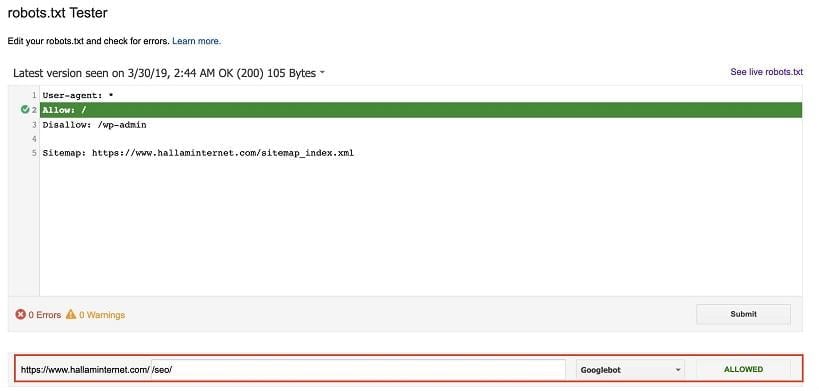 robots.txt Tester
Edit your robots.txt and check for errors. Learn more.
Latest version seen on 3/30/19, 2:44 AM OK (200) 105 Bytes
See live robots.txt
1 User-agent: *
2 Allow: /
3 Disallow: /wp-admin
4
5 Sitemap: https://www.hallaminternet.com/sitemap_index.xml
0 Errors 0 Warnings
Submit
https://www.hallaminternet.com/ /seo/ Googlebot ALLOWED